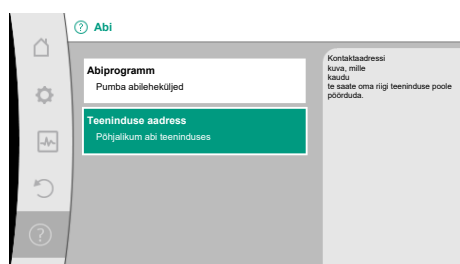 ? Abi
Abiprogramm
Pumba abileheküljed
Teeninduse aadress
Põhjalikum abi teeninduses
Kontaktaadressi
kuva, mille
kaudu
te saate oma riigi teeninduse poole
pöörduda.
?